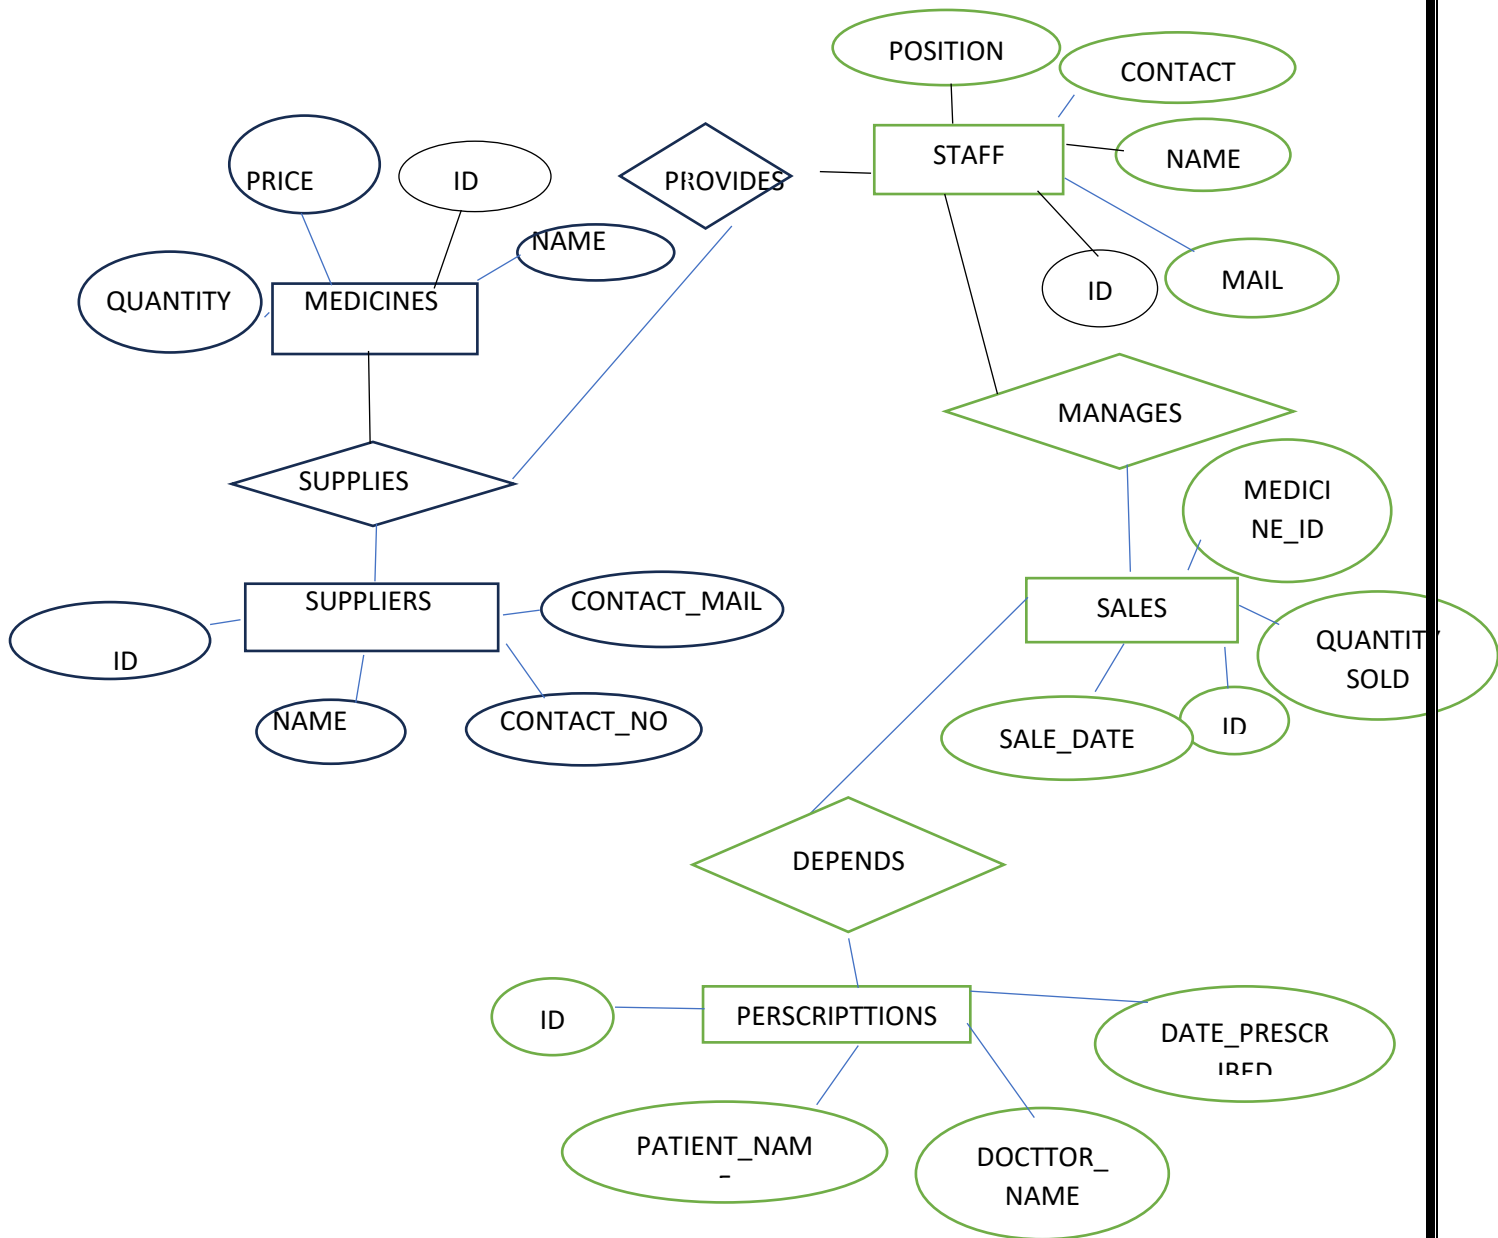 POSITION
CONTACT
STAFF
NAME
PRICE
ID
PROVIDES
NAME
QUANTITY
MEDICINES
ID
MAIL
MANAGES
SUPPLIES
MEDICI
NE_ID
SUPPLIERS
CONTACT_MAIL
SALES
ID
QUANTITY
SOLD
NAME
CONTACT_NO
SALE_DATE
ID
DEPENDS
ID
PERSCRIPTTIONS
DATE_PRESCR
IBED
PATIENT_NAM
DOCTTOR_
NAME